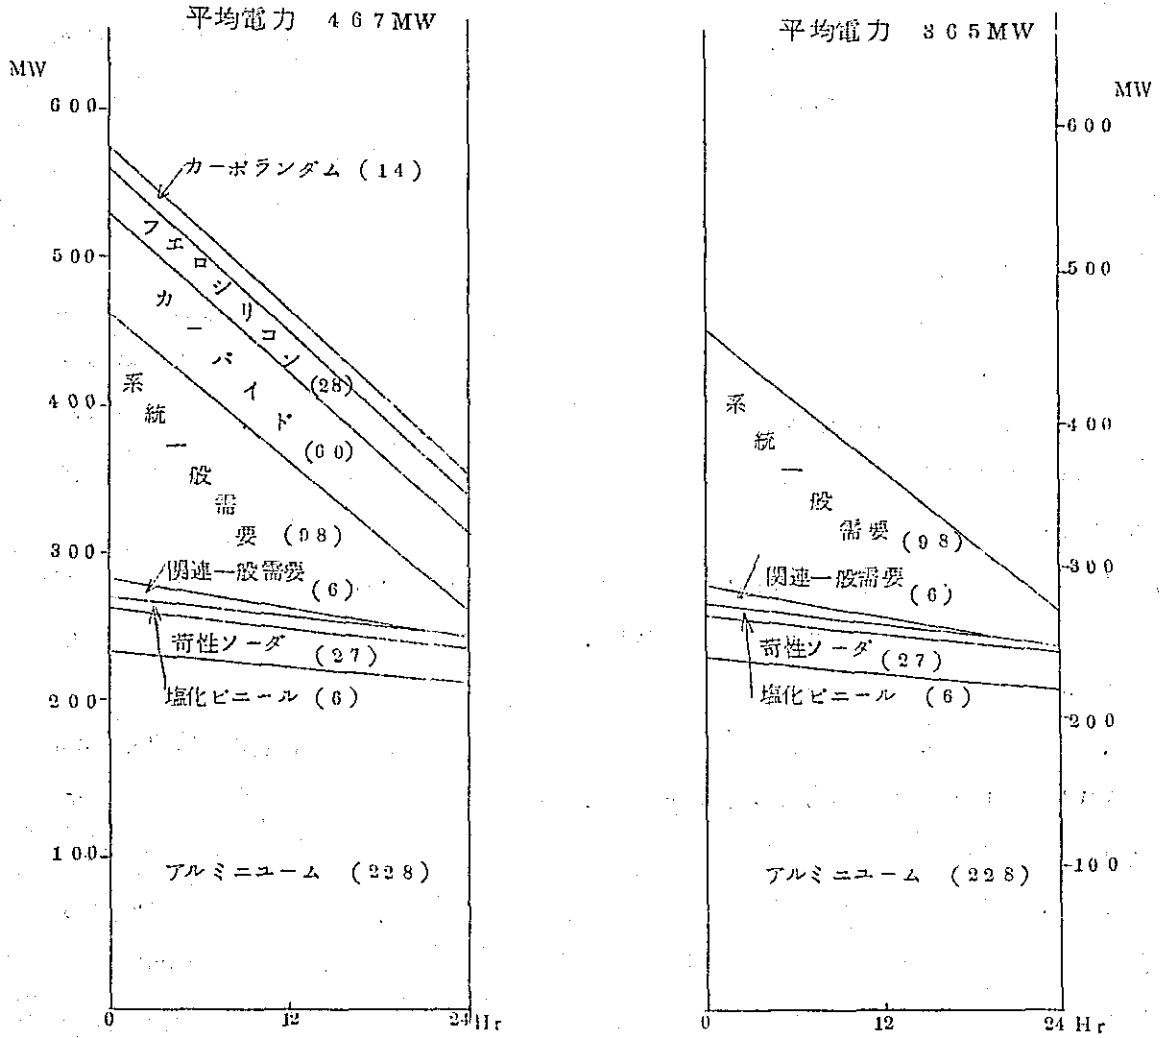 平均電力 467MW
MW
600
カーボランダム (14)
フエロシリコン (28)
500
カーバイド (60)
400
系統一般需要 (98)
300
関連一般需要 (6)
苛性ソーダ (27)
塩化ビニール (6)
200
100
アルミニユーム (228)
0 12 24 Hr
平均電力 365MW
MW
600
500
400
系統一般需要 (98)
300
関連一般需要 (6)
苛性ソーダ (27)
塩化ビニール (6)
200
100
アルミニユーム (228)
0 12 24 Hr